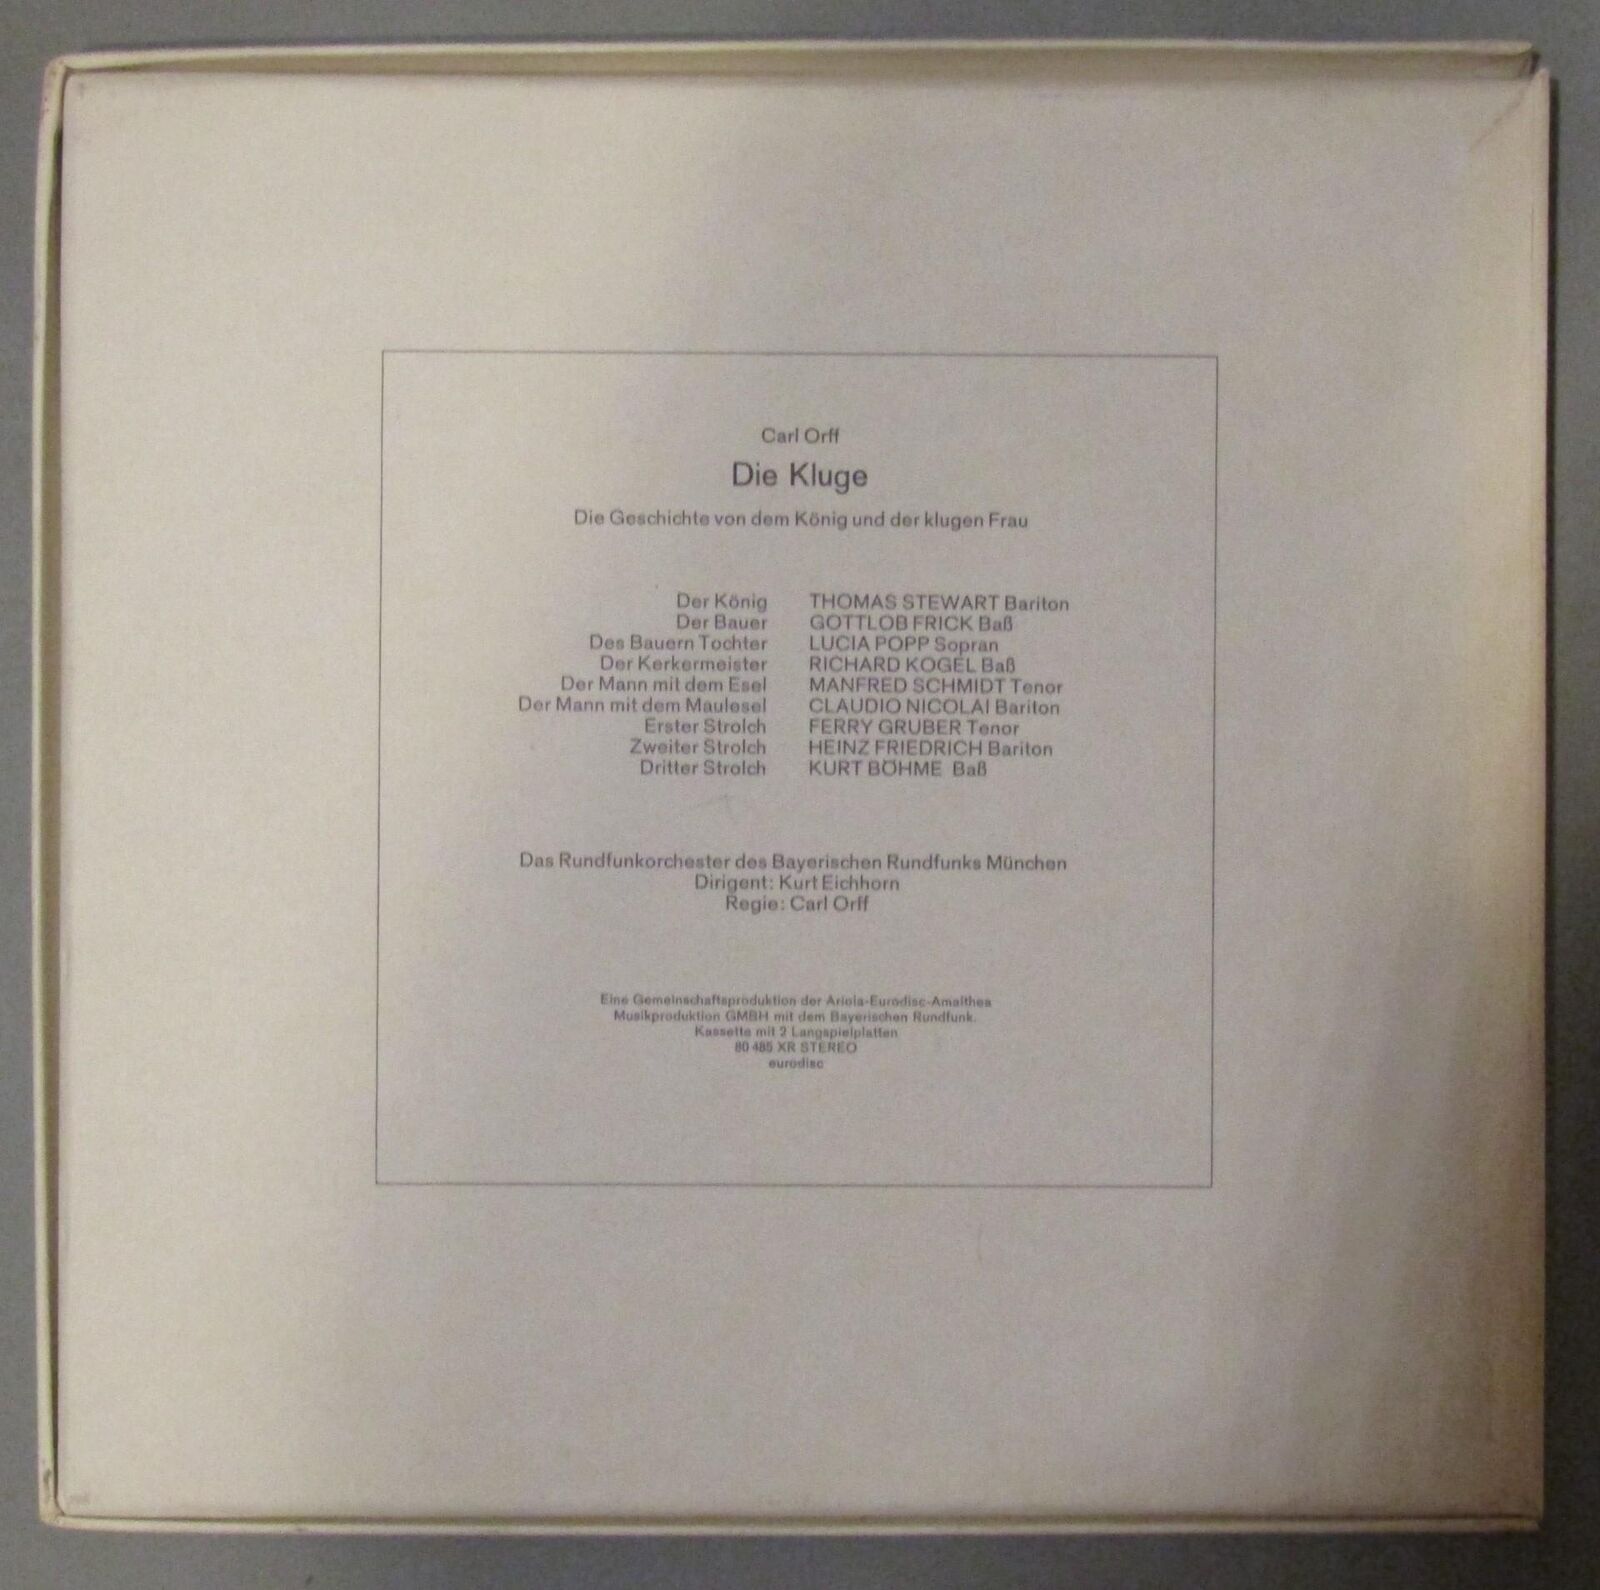 Carl Orff
Die Kluge
Die Geschichte von dem König und der klugen Frau
Der König THOMAS STEWART Bariton
Der Bauer GOTTLOB FRICK Baß
Des Bauern Tochter LUCIA POPP Sopran
Der Kerkermeister RICHARD KOGEL Baß
Der Mann mit dem Esel MANFRED SCHMIDT Tenor
Der Mann mit dem Maulesel CLAUDIO NICOLAI Bariton
Erster Strolch FERRY GRUBER Tenor
Zweiter Strolch HEINZ FRIEDRICH Bariton
Dritter Strolch KURT BÖHME Baß
Das Rundfunkorchester des Bayerischen Rundfunks München
Dirigent: Kurt Eichhorn
Regie: Carl Orff
Eine Gemeinschaftsproduktion der Ariola-Eurodisc-Amalthea
Musikproduktion GMBH mit dem Bayerischen Rundfunk.
Kassette mit 2 Langspielplatten
80 485 XR STEREO
eurodisc